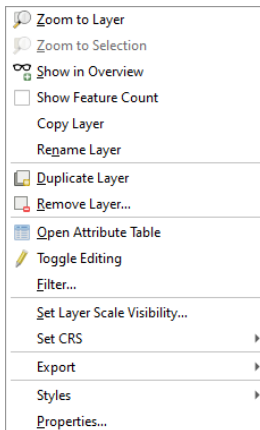 Zoom to Layer
Zoom to Selection
Show in Overview
Show Feature Count
Copy Layer
Rename Layer
Duplicate Layer
Remove Layer...
Open Attribute Table
Toggle Editing
Filter...
Set Layer Scale Visibility...
Set CRS
Export
Styles
Properties...